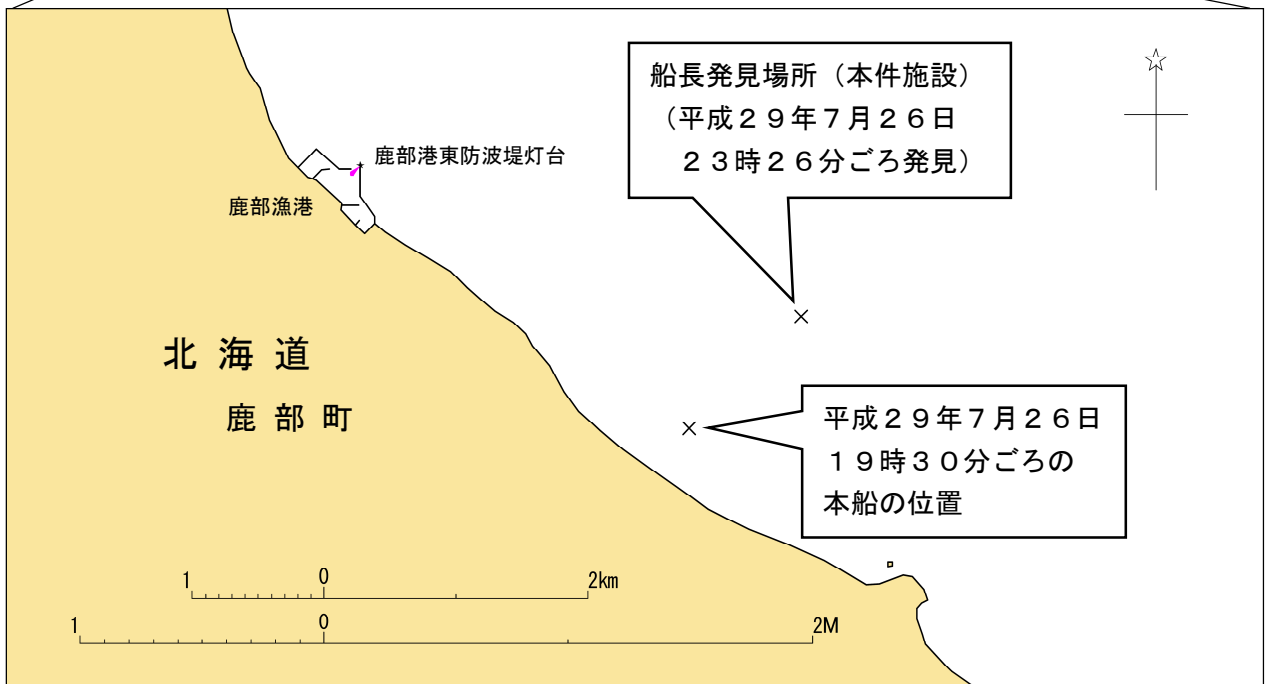 船長発見場所（本件施設）
（平成２９年７月２６日
２３時２６分ごろ発見）
鹿部港東防波堤灯台
鹿部漁港
北海道
鹿部町
平成２９年７月２６日
１９時３０分ごろの
本船の位置
1 0 2km
1 0 2M